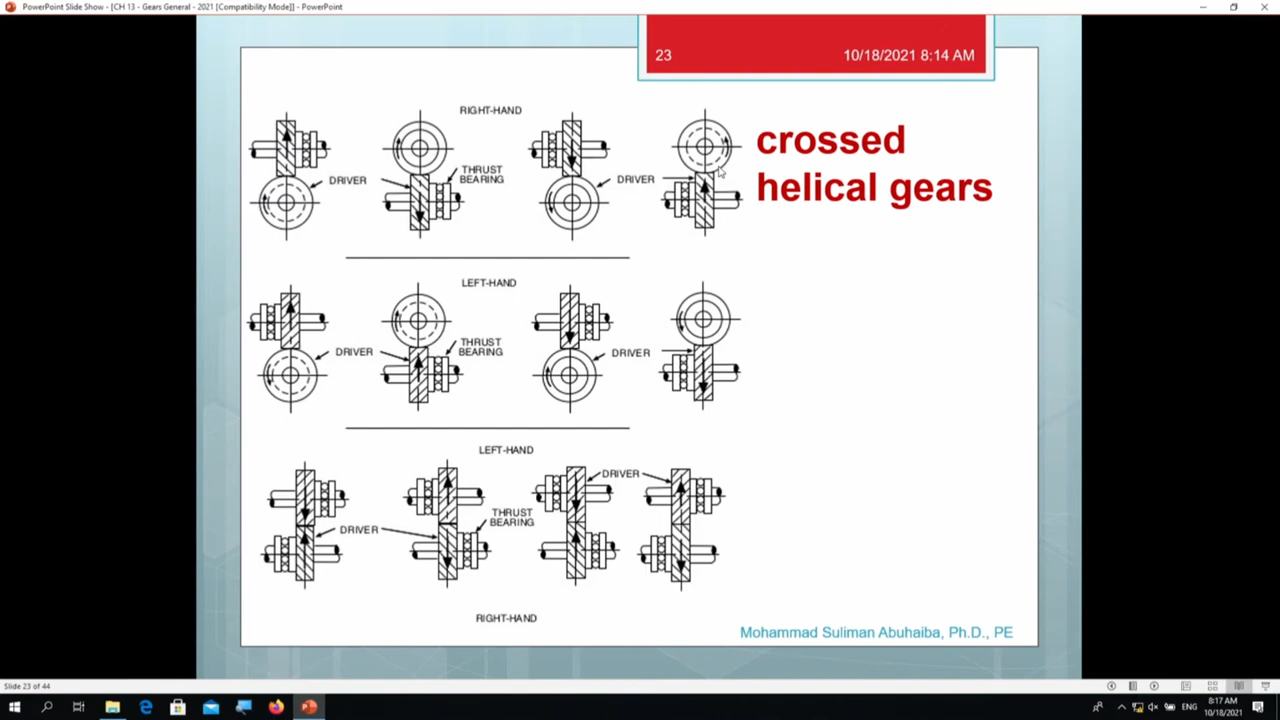 PowerPoint Slide Show - [CH 13 - Gears General - 2021 [Compatibility Mode]] - PowerPoint
23
10/18/2021 8:14 AM
RIGHT-HAND
crossed
helical gears
DRIVER
THRUST
BEARING
DRIVER
LEFT-HAND
DRIVER
THRUST
BEARING
DRIVER
LEFT-HAND
DRIVER
THRUST
BEARING
DRIVER
RIGHT-HAND
Mohammad Suliman Abuhaiba, Ph.D., PE
Slide 23 of 44
ENG
8:17 AM
10/18/2021